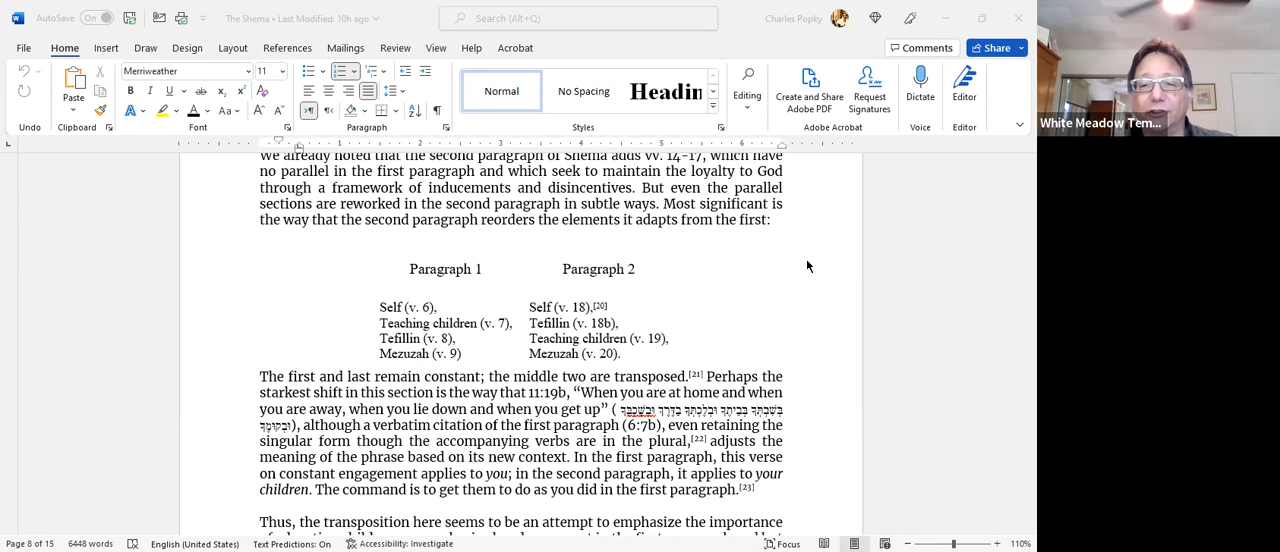 AutoSave
Off
The Shema • Last Modified: 10h ago
Search (Alt+Q)
Charles Popky
File Home Insert Draw Design Layout References Mailings Review View Help Acrobat
Comments
Share
Paste
Merriweather 11
Normal
No Spacing
Headin
Editing
Create and Share
Adobe PDF
Request
Signatures
Dictate
Editor
Undo Clipboard Font Paragraph Styles Adobe Acrobat Voice Editor
White Meadow Tem...
1 2 3 4 5 6
we already noted that the second paragraph of Shema adds vv. 14-17, which have
no parallel in the first paragraph and which seek to maintain the loyalty to God
through a framework of inducements and disincentives. But even the parallel
sections are reworked in the second paragraph in subtle ways. Most significant is
the way that the second paragraph reorders the elements it adapts from the first:
Paragraph 1 Paragraph 2
Self (v. 6), Self (v. 18),[20]
Teaching children (v. 7), Tefillin (v. 18b),
Tefillin (v. 8), Teaching children (v. 19),
Mezuzah (v. 9) Mezuzah (v. 20).
The first and last remain constant; the middle two are transposed.[21] Perhaps the
starkest shift in this section is the way that 11:19b, “When you are at home and when
you are away, when you lie down and when you get up” ( בְּשִׁבְתְּךָ בְּבֵיתֶךָ וּבְלֶכְתְּךָ בַדֶּרֶךְ וּבְשָׁכְבְּךָ
וּבְקוּמֶךָ), although a verbatim citation of the first paragraph (6:7b), even retaining the
singular form though the accompanying verbs are in the plural,[22] adjusts the
meaning of the phrase based on its new context. In the first paragraph, this verse
on constant engagement applies to you; in the second paragraph, it applies to your
children. The command is to get them to do as you did in the first paragraph.[23]
Thus, the transposition here seems to be an attempt to emphasize the importance
Page 8 of 15 6448 words English (United States) Text Predictions: On Accessibility: Investigate Focus 110%